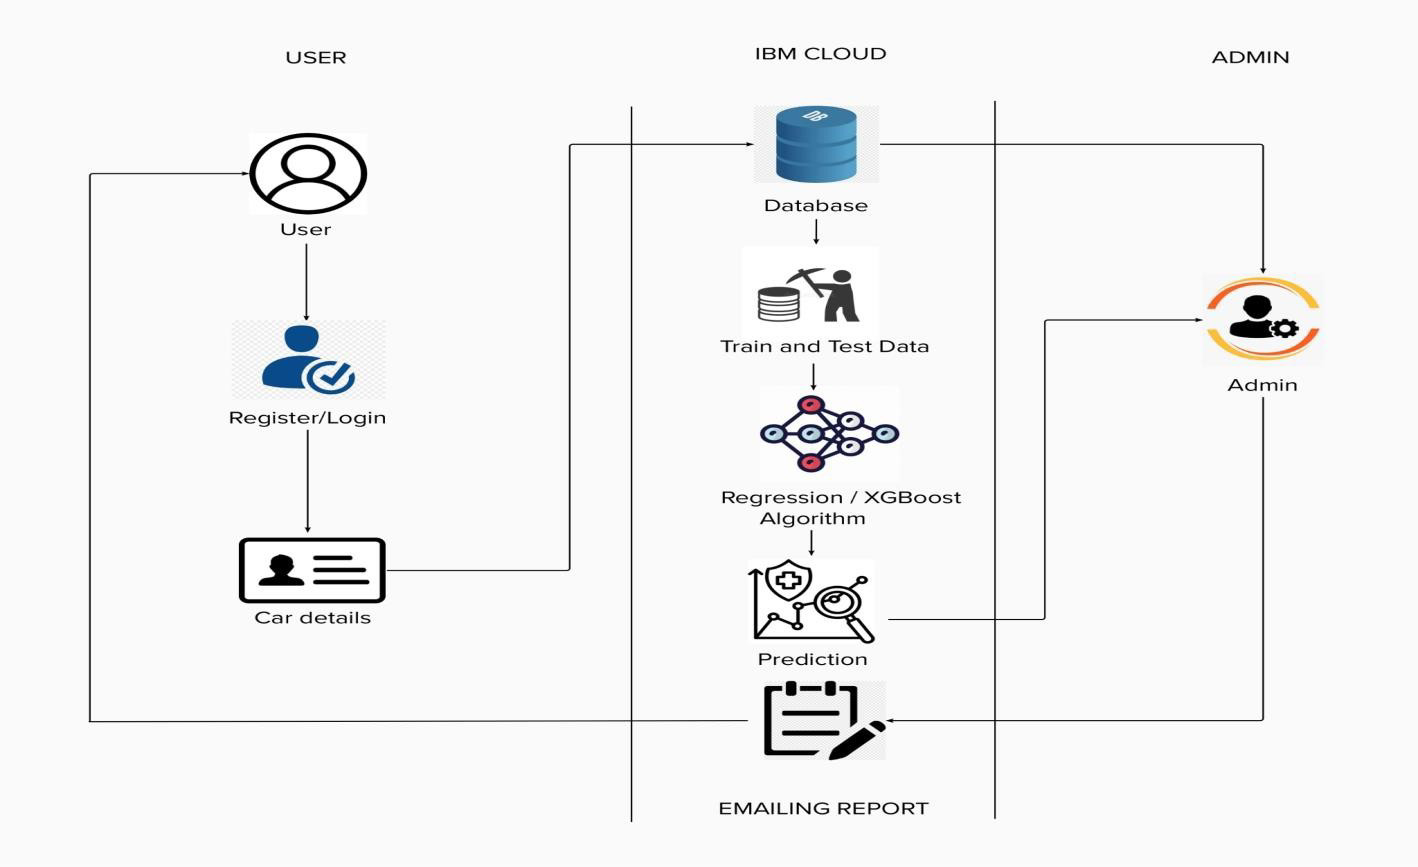 USER
IBM CLOUD
ADMIN
DB
Database
User
Train and Test Data
Admin
Register/Login
Regression / XGBoost
Algorithm
Car details
Prediction
EMAILING REPORT